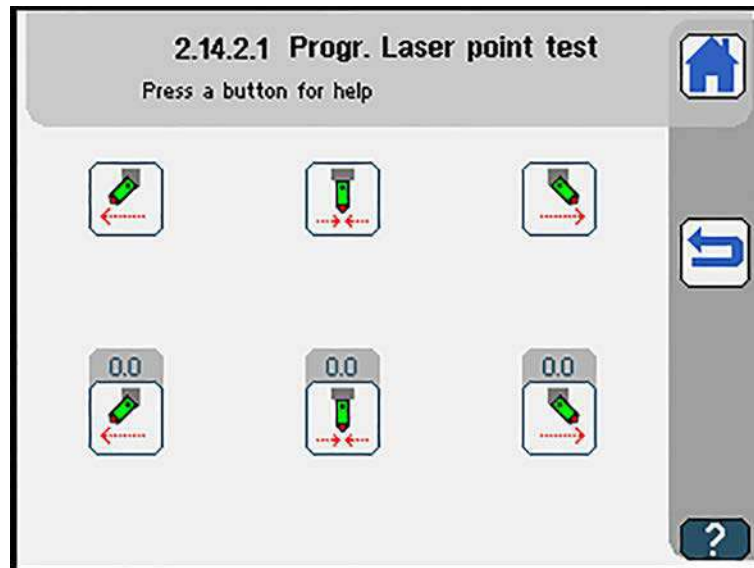 2.14.2.1 Progr. Laser point test
Press a button for help
0.0 0.0 0.0
?